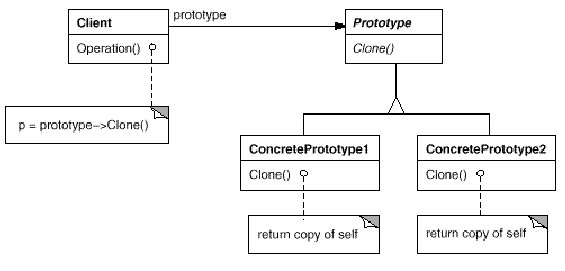 Client
prototype
Prototype
Operation()
Clone()
p = prototype->Clone()
ConcretePrototype1
ConcretePrototype2
Clone()
Clone()
return copy of self
return copy of self